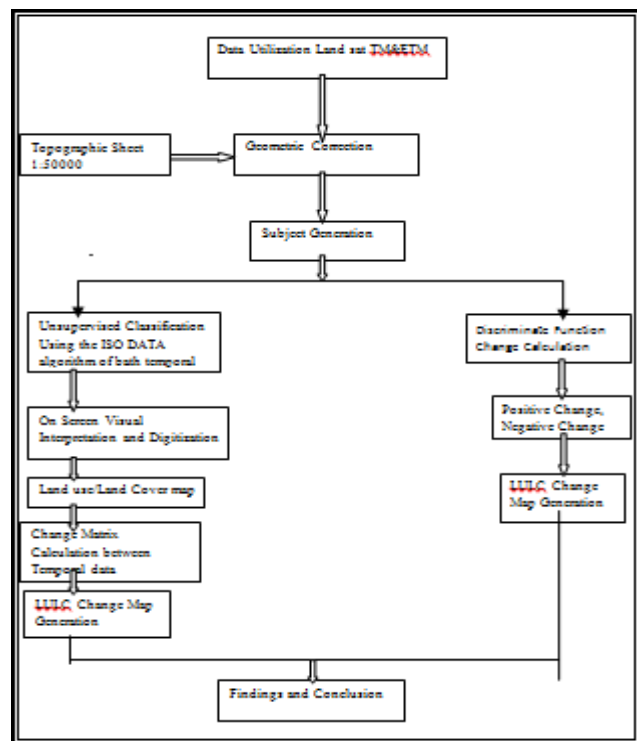 Data Utilization Land sat TM&ETM
Topographic Sheet
1:50000
Geometric Correction
Subject Generation
Unsupervised Classification
Using the ISO DATA
algorithm of bath temporal
Discriminate Function
Change Calculation
On Screen Visual
Interpretation and Digitization
Positive Change,
Negative Change
Land use/Land Cover map
LULC, Change
Map Generation
Change Matrix
Calculation between
Temporal data
LULC, Change Map
Generation
Findings and Conclusion